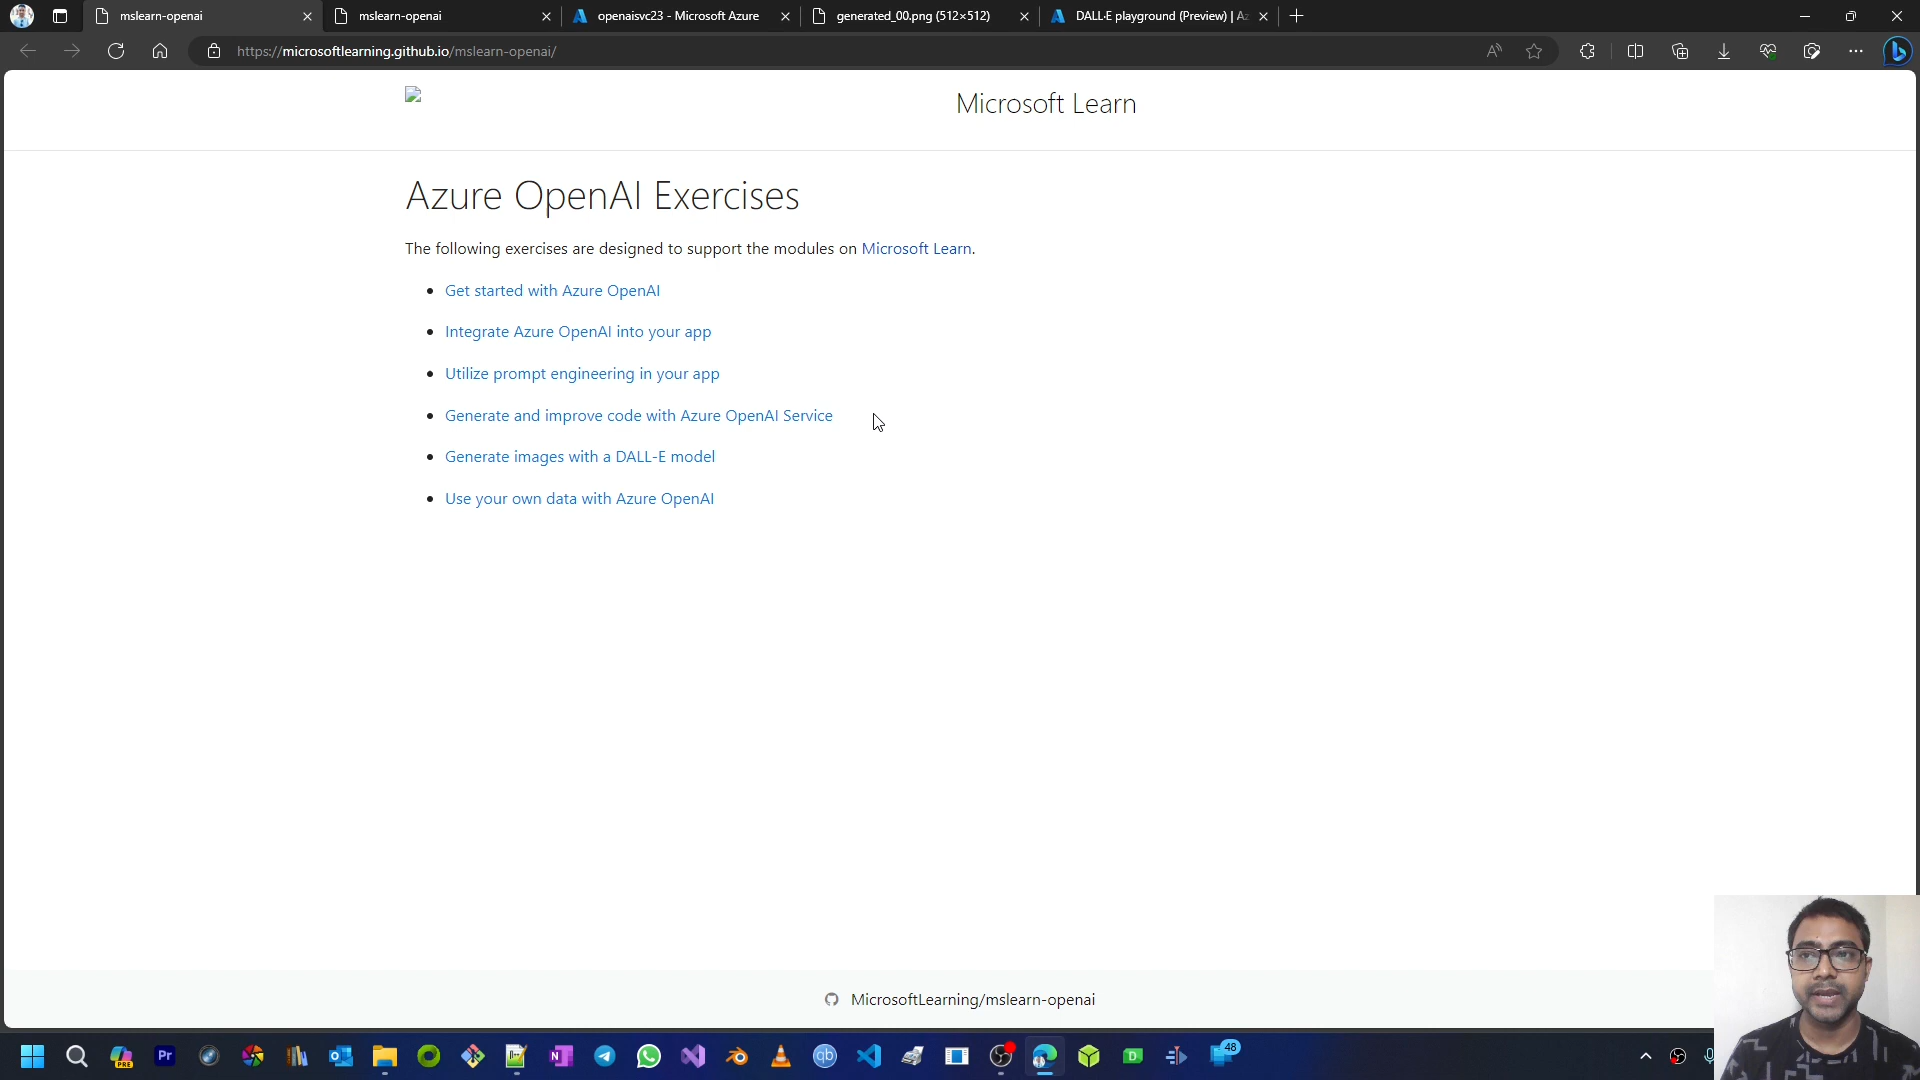 mslearn-openai
mslearn-openai
openaisvc23 - Microsoft Azure
generated_00.png (512×512)
DALL·E playground (Preview) | Az
https://microsoftlearning.github.io/mslearn-openai/
Microsoft Learn
Azure OpenAI Exercises
The following exercises are designed to support the modules on Microsoft Learn.
Get started with Azure OpenAI
Integrate Azure OpenAI into your app
Utilize prompt engineering in your app
Generate and improve code with Azure OpenAI Service
Generate images with a DALL-E model
Use your own data with Azure OpenAI
MicrosoftLearning/mslearn-openai
PRE
Pr
N
qb
D
48